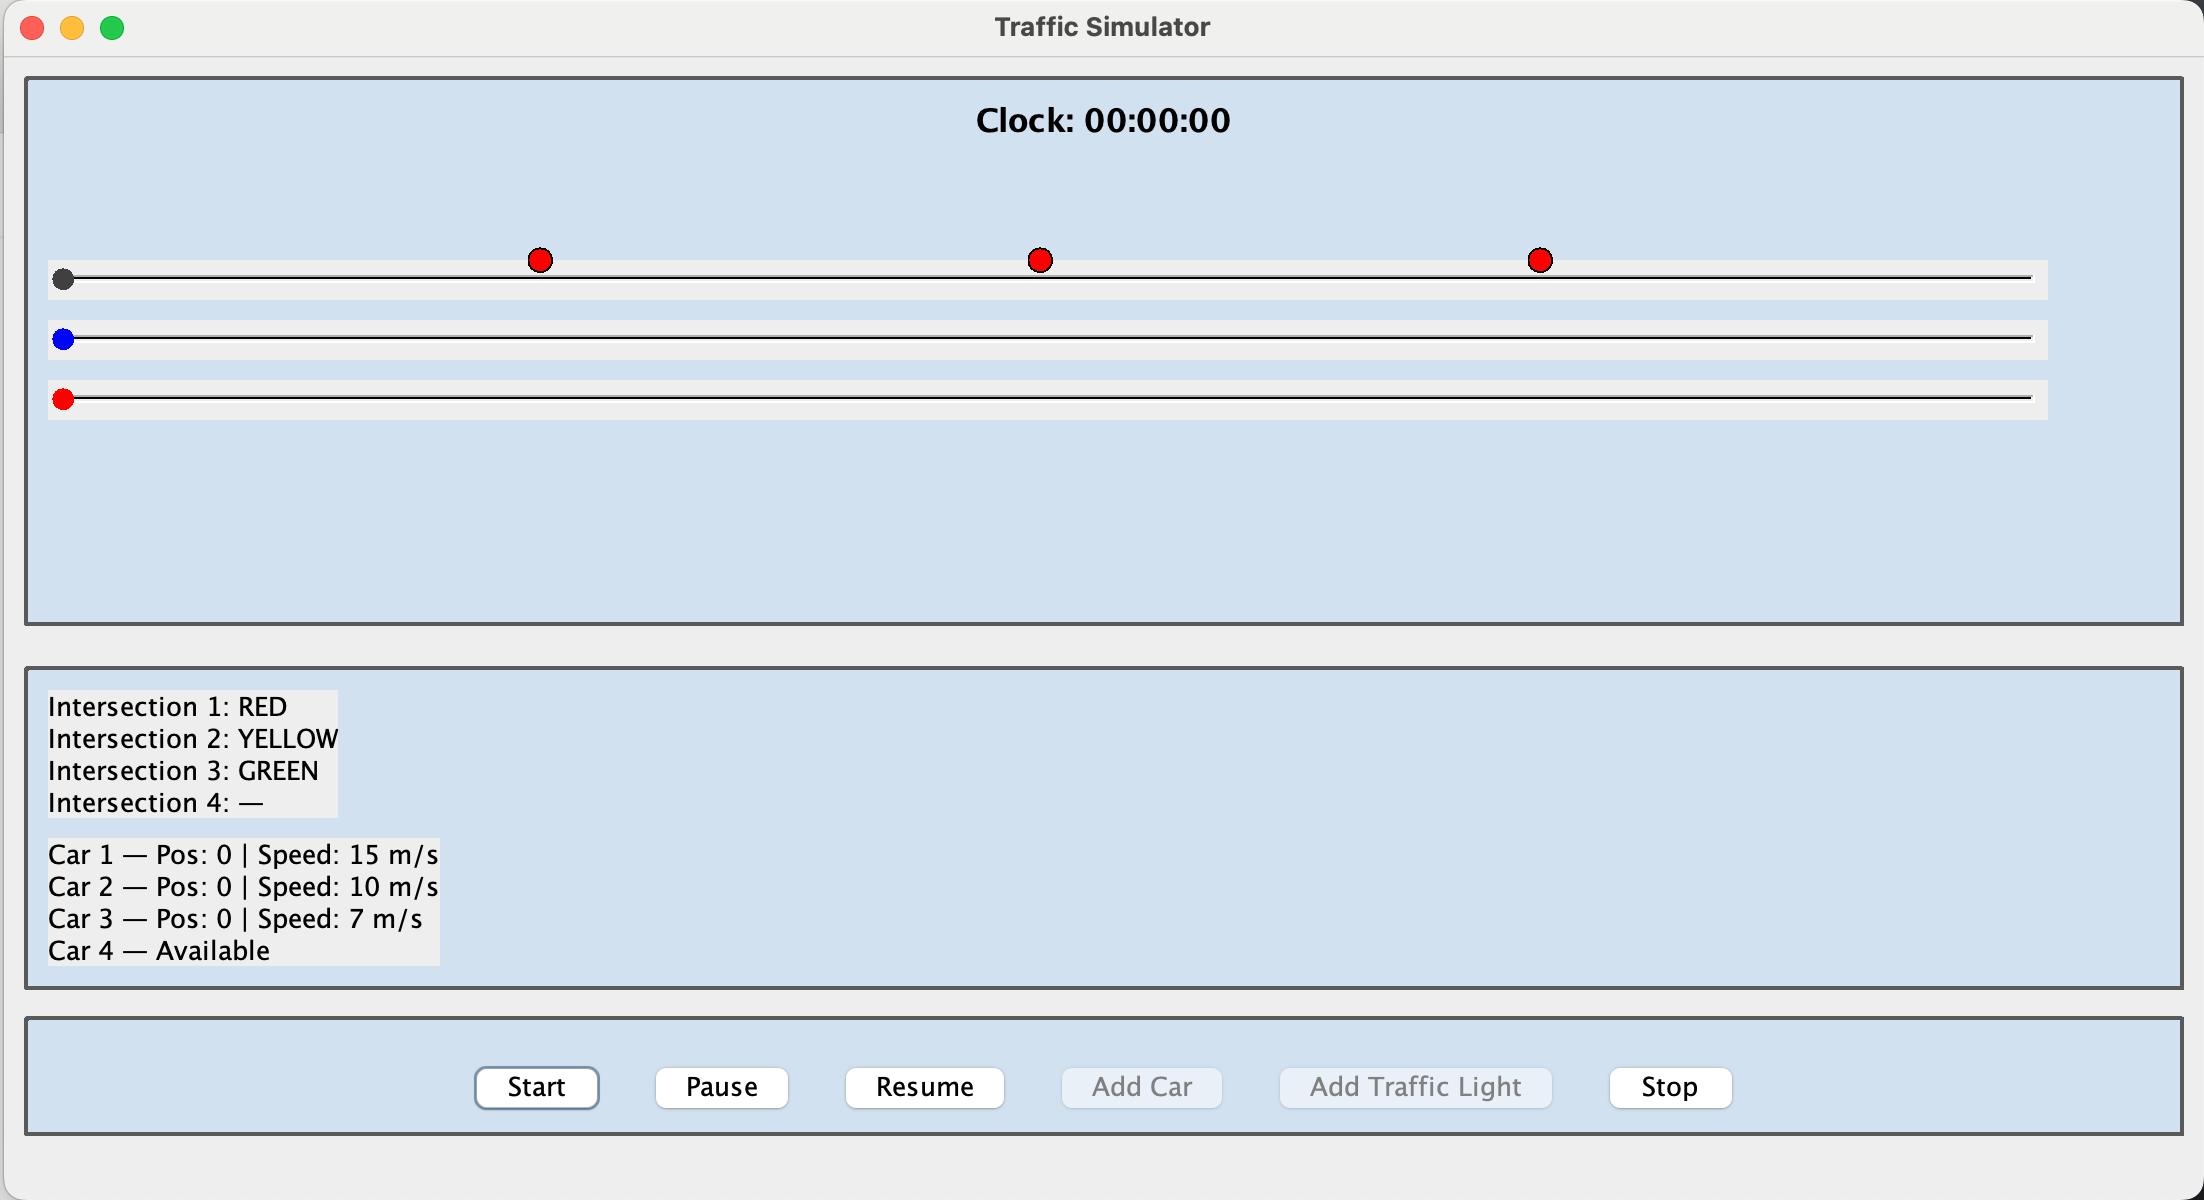 Traffic Simulator
Clock: 00:00:00
Intersection 1: RED
Intersection 2: YELLOW
Intersection 3: GREEN
Intersection 4: —
Car 1 — Pos: 0 | Speed: 15 m/s
Car 2 — Pos: 0 | Speed: 10 m/s
Car 3 — Pos: 0 | Speed: 7 m/s
Car 4 — Available
Start Pause Resume Add Car Add Traffic Light Stop